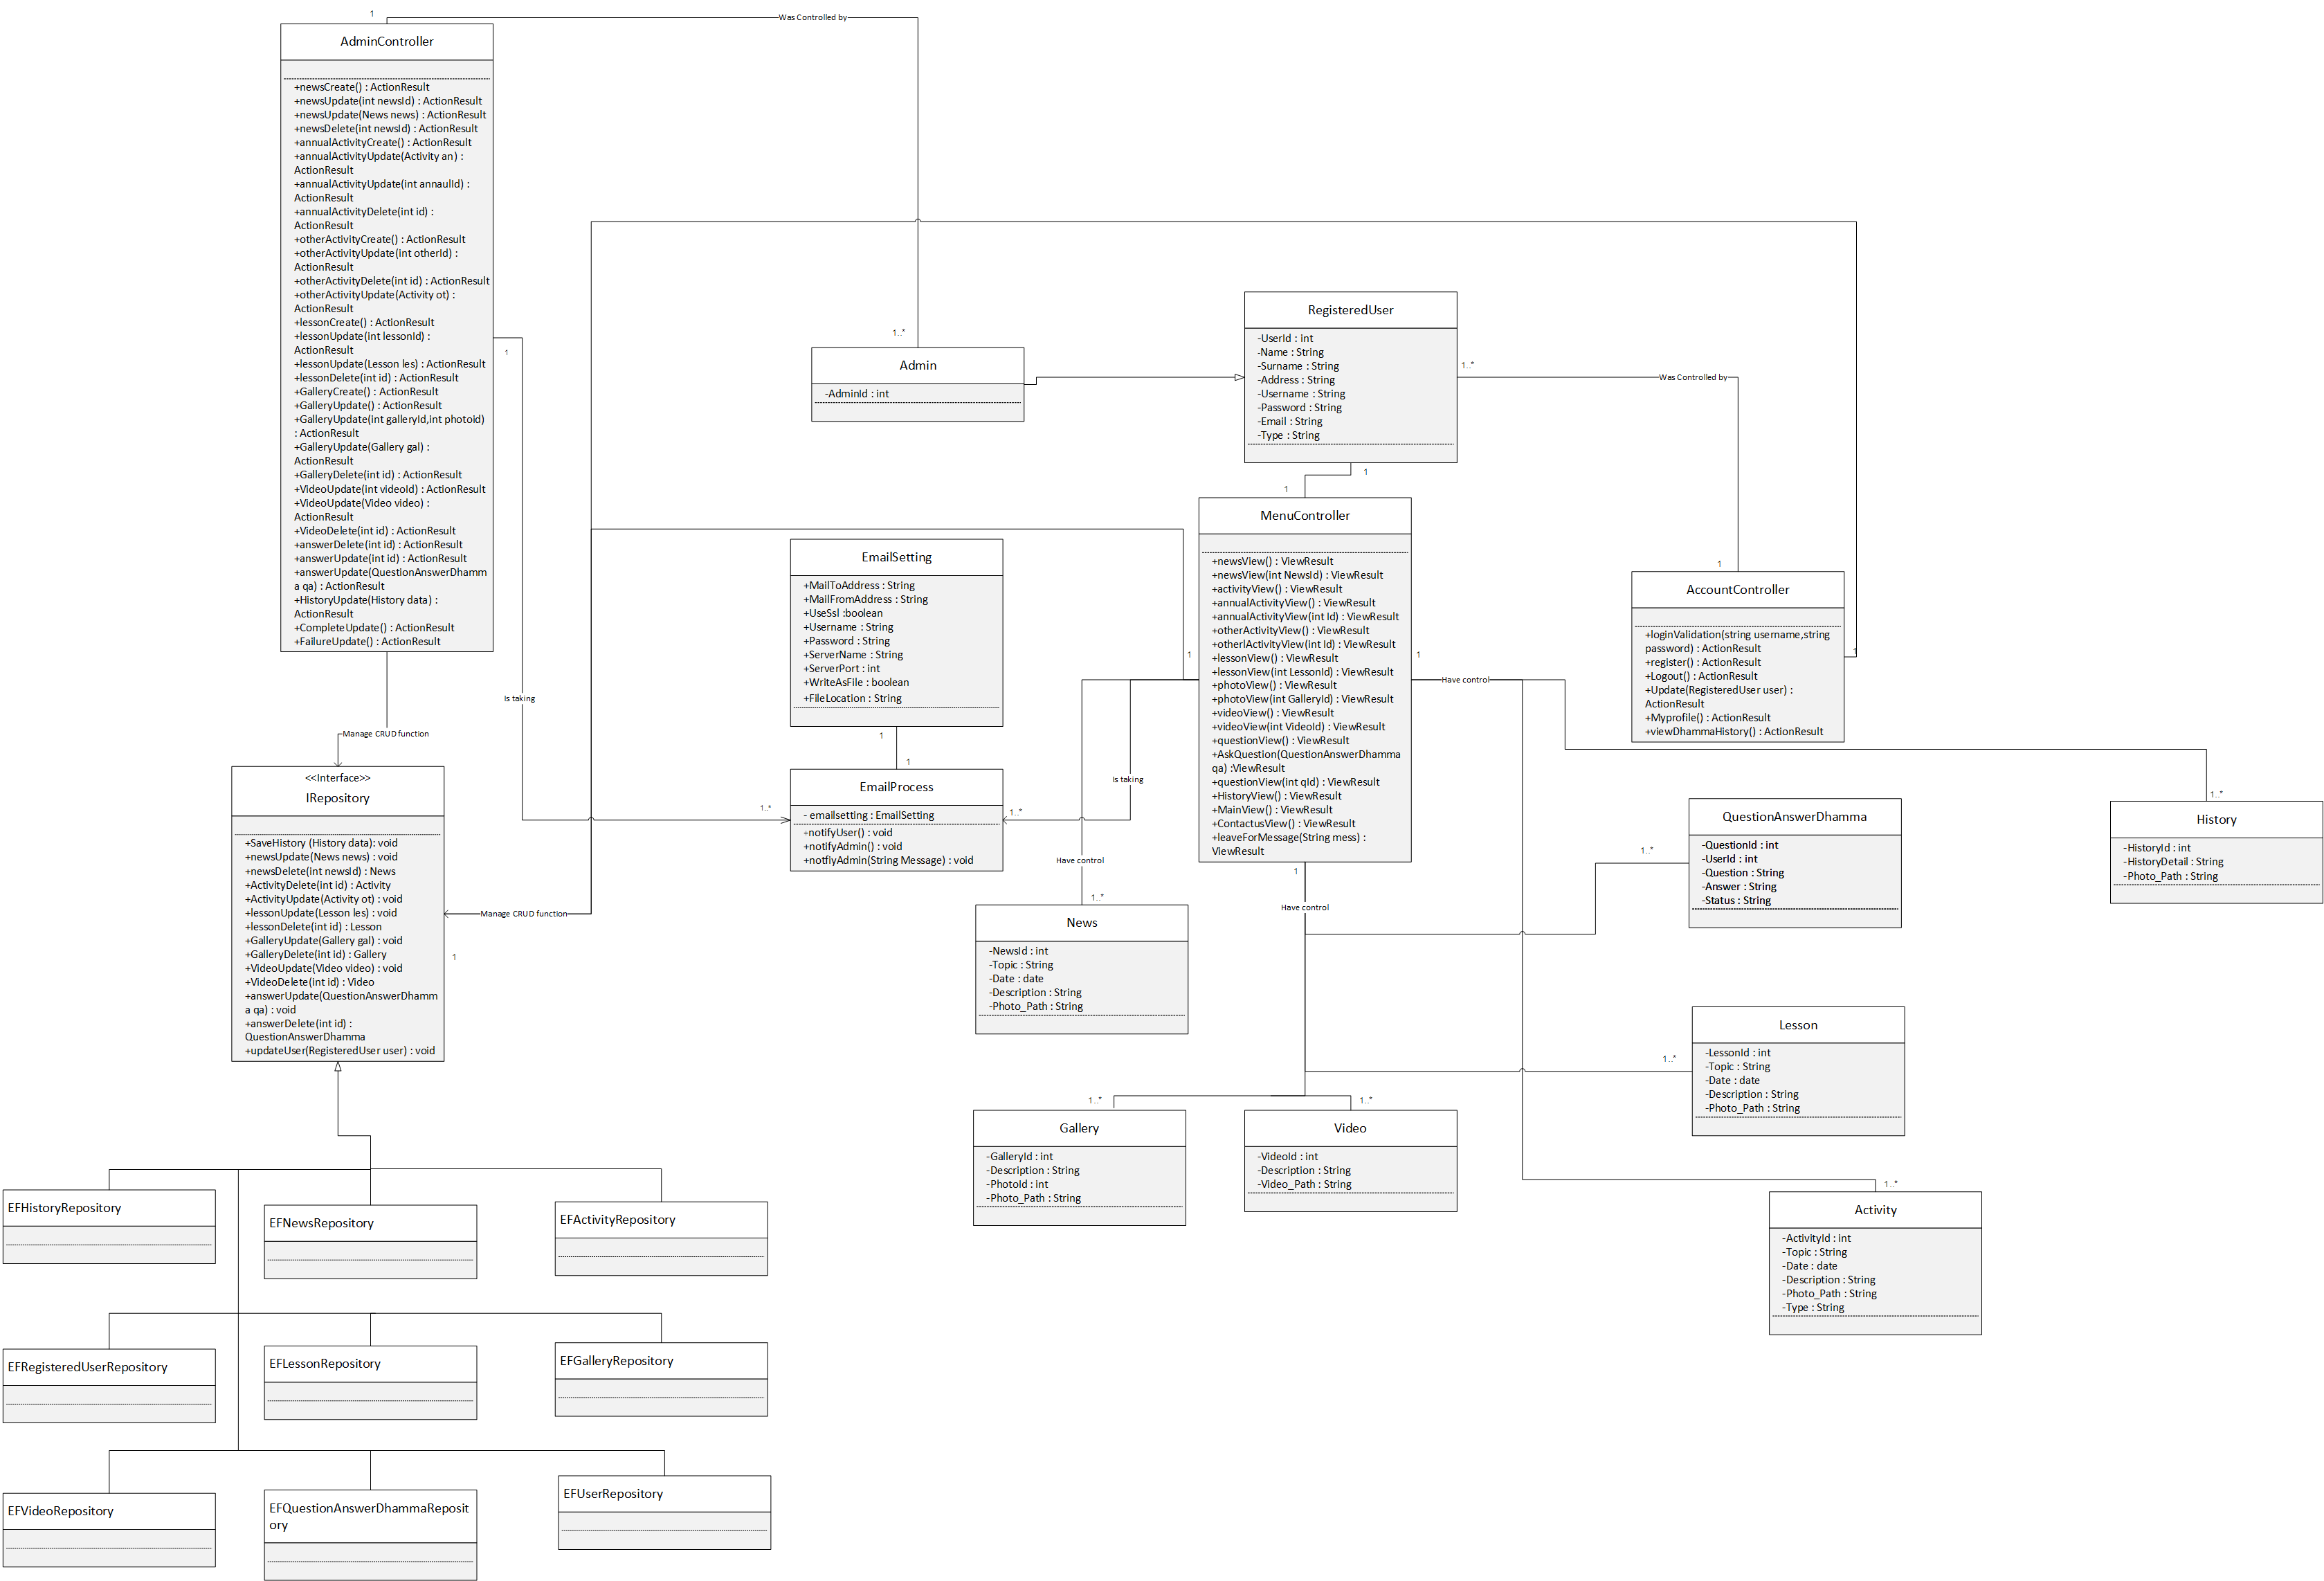 1
Was Controlled by
AdminController
+newsCreate() : ActionResult
+newsUpdate(int newsId) : ActionResult
+newsUpdate(News news) : ActionResult
+newsDelete(int newsId) : ActionResult
+annualActivityCreate() : ActionResult
+annualActivityUpdate(Activity an) :
ActionResult
+annualActivityUpdate(int annaulId) :
ActionResult
+annualActivityDelete(int id) :
ActionResult
+otherActivityCreate() : ActionResult
+otherActivityUpdate(int otherId) :
ActionResult
+otherActivityDelete(int id) : ActionResult
+otherActivityUpdate(Activity ot) :
ActionResult
+lessonCreate() : ActionResult
+lessonUpdate(int lessonId) :
ActionResult
+lessonUpdate(Lesson les) : ActionResult
+lessonDelete(int id) : ActionResult
+GalleryCreate() : ActionResult
+GalleryUpdate() : ActionResult
+GalleryUpdate(int galleryId,int photoid)
: ActionResult
+GalleryUpdate(Gallery gal) :
ActionResult
+GalleryDelete(int id) : ActionResult
+VideoUpdate(int videoId) : ActionResult
+VideoUpdate(Video video) :
ActionResult
+VideoDelete(int id) : ActionResult
+answerDelete(int id) : ActionResult
+answerUpdate(int id) : ActionResult
+answerUpdate(QuestionAnswerDhamm
a qa) : ActionResult
+HistoryUpdate(History data) :
ActionResult
+CompleteUpdate() : ActionResult
+FailureUpdate() : ActionResult
1
Is taking
1..*
Admin
-AdminId : int
RegisteredUser
-UserId : int
-Name : String
-Surname : String
-Address : String
-Username : String
-Password : String
-Email : String
-Type : String
1..*
Was Controlled by
1
1
1
MenuController
+newsView() : ViewResult
+newsView(int NewsId) : ViewResult
+activityView() : ViewResult
+annualActivityView() : ViewResult
+annualActivityView(int Id) : ViewResult
+otherActivityView() : ViewResult
+otherlActivityView(int Id) : ViewResult
+lessonView() : ViewResult
+lessonView(int LessonId) : ViewResult
+photoView() : ViewResult
+photoView(int GalleryId) : ViewResult
+videoView() : ViewResult
+videoView(int VideoId) : ViewResult
+questionView() : ViewResult
+AskQuestion(QuestionAnswerDhamma
qa) :ViewResult
+questionView(int qId) : ViewResult
+HistoryView() : ViewResult
+MainView() : ViewResult
+ContactusView() : ViewResult
+leaveForMessage(String mess) :
ViewResult
AccountController
+loginValidation(string username,string
password) : ActionResult
+register() : ActionResult
+Logout() : ActionResult
+Update(RegisteredUser user) :
ActionResult
+Myprofile() : ActionResult
+viewDhammaHistory() : ActionResult
1
EmailSetting
+MailToAddress : String
+MailFromAddress : String
+UseSsl :boolean
+Username : String
+Password : String
+ServerName : String
+ServerPort : int
+WriteAsFile : boolean
+FileLocation : String
1
1
EmailProcess
- emailsetting : EmailSetting
+notifyUser() : void
+notifyAdmin() : void
+notfiyAdmin(String Message) : void
1..*
1..*
1
Is taking
Have control
1
Have control
Manage CRUD function
<<Interface>>
IRepository
+SaveHistory (History data): void
+newsUpdate(News news) : void
+newsDelete(int newsId) : News
+ActivityDelete(int id) : Activity
+ActivityUpdate(Activity ot) : void
+lessonUpdate(Lesson les) : void
+lessonDelete(int id) : Lesson
+GalleryUpdate(Gallery gal) : void
+GalleryDelete(int id) : Gallery
+VideoUpdate(Video video) : void
+VideoDelete(int id) : Video
+answerUpdate(QuestionAnswerDhamm
a qa) : void
+answerDelete(int id) :
QuestionAnswerDhamma
+updateUser(RegisteredUser user) : void
Manage CRUD function
1
1
Have control
1..*
News
-NewsId : int
-Topic : String
-Date : date
-Description : String
-Photo_Path : String
1..*
QuestionAnswerDhamma
-QuestionId : int
-UserId : int
-Question : String
-Answer : String
-Status : String
1..*
History
-HistoryId : int
-HistoryDetail : String
-Photo_Path : String
1..*
Lesson
-LessonId : int
-Topic : String
-Date : date
-Description : String
-Photo_Path : String
1..*
Gallery
-GalleryId : int
-Description : String
-PhotoId : int
-Photo_Path : String
1..*
Video
-VideoId : int
-Description : String
-Video_Path : String
1..*
Activity
-ActivityId : int
-Topic : String
-Date : date
-Description : String
-Photo_Path : String
-Type : String
EFHistoryRepository
EFNewsRepository
EFActivityRepository
EFRegisteredUserRepository
EFLessonRepository
EFGalleryRepository
EFVideoRepository
EFQuestionAnswerDhammaReposit
ory
EFUserRepository